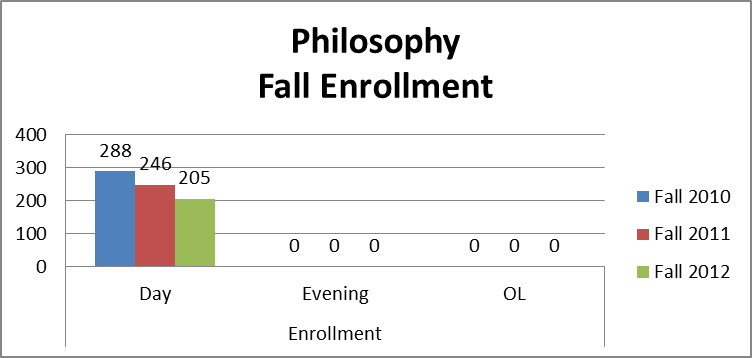 Philosophy
Fall Enrollment
400
300
200
100
0
288
246
205
0 0 0
0 0 0
Day
Evening
OL
Enrollment
Fall 2010
Fall 2011
Fall 2012